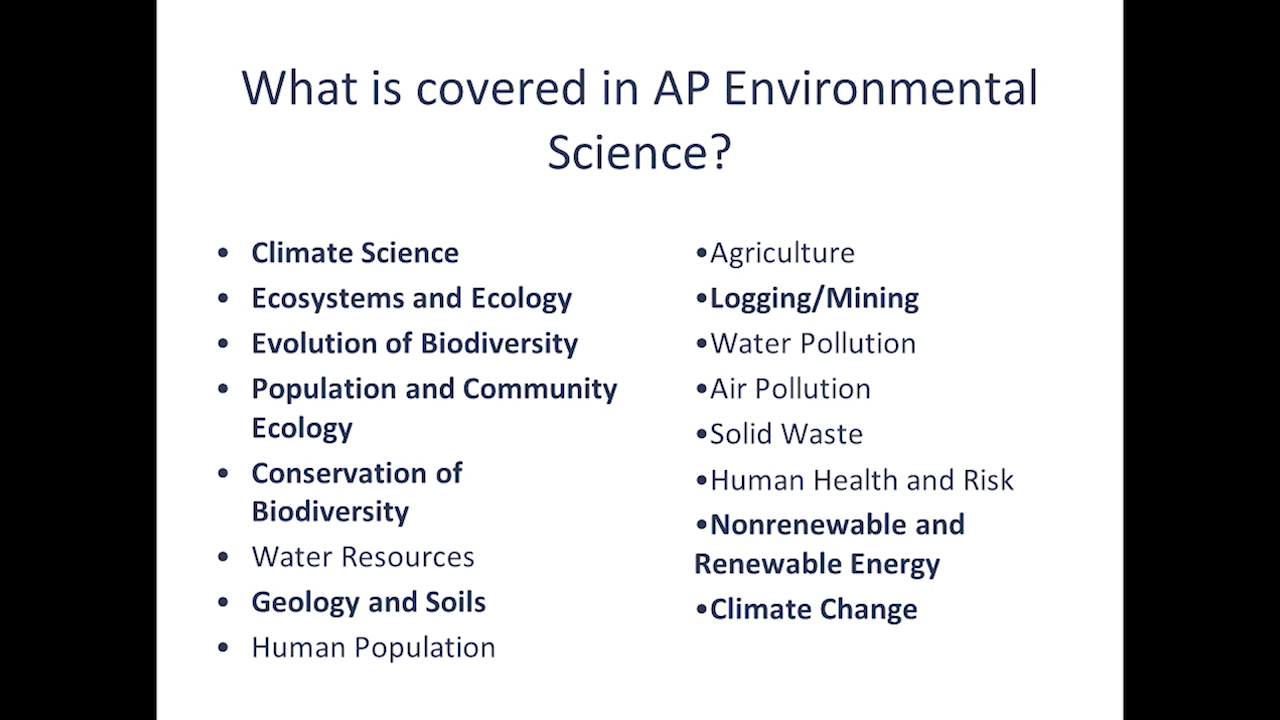 What is covered in AP Environmental
Science?
• Climate Science
• Ecosystems and Ecology
• Evolution of Biodiversity
• Population and Community
Ecology
• Conservation of
Biodiversity
• Water Resources
• Geology and Soils
• Human Population
•Agriculture
•Logging/Mining
•Water Pollution
•Air Pollution
•Solid Waste
•Human Health and Risk
•Nonrenewable and
Renewable Energy
•Climate Change